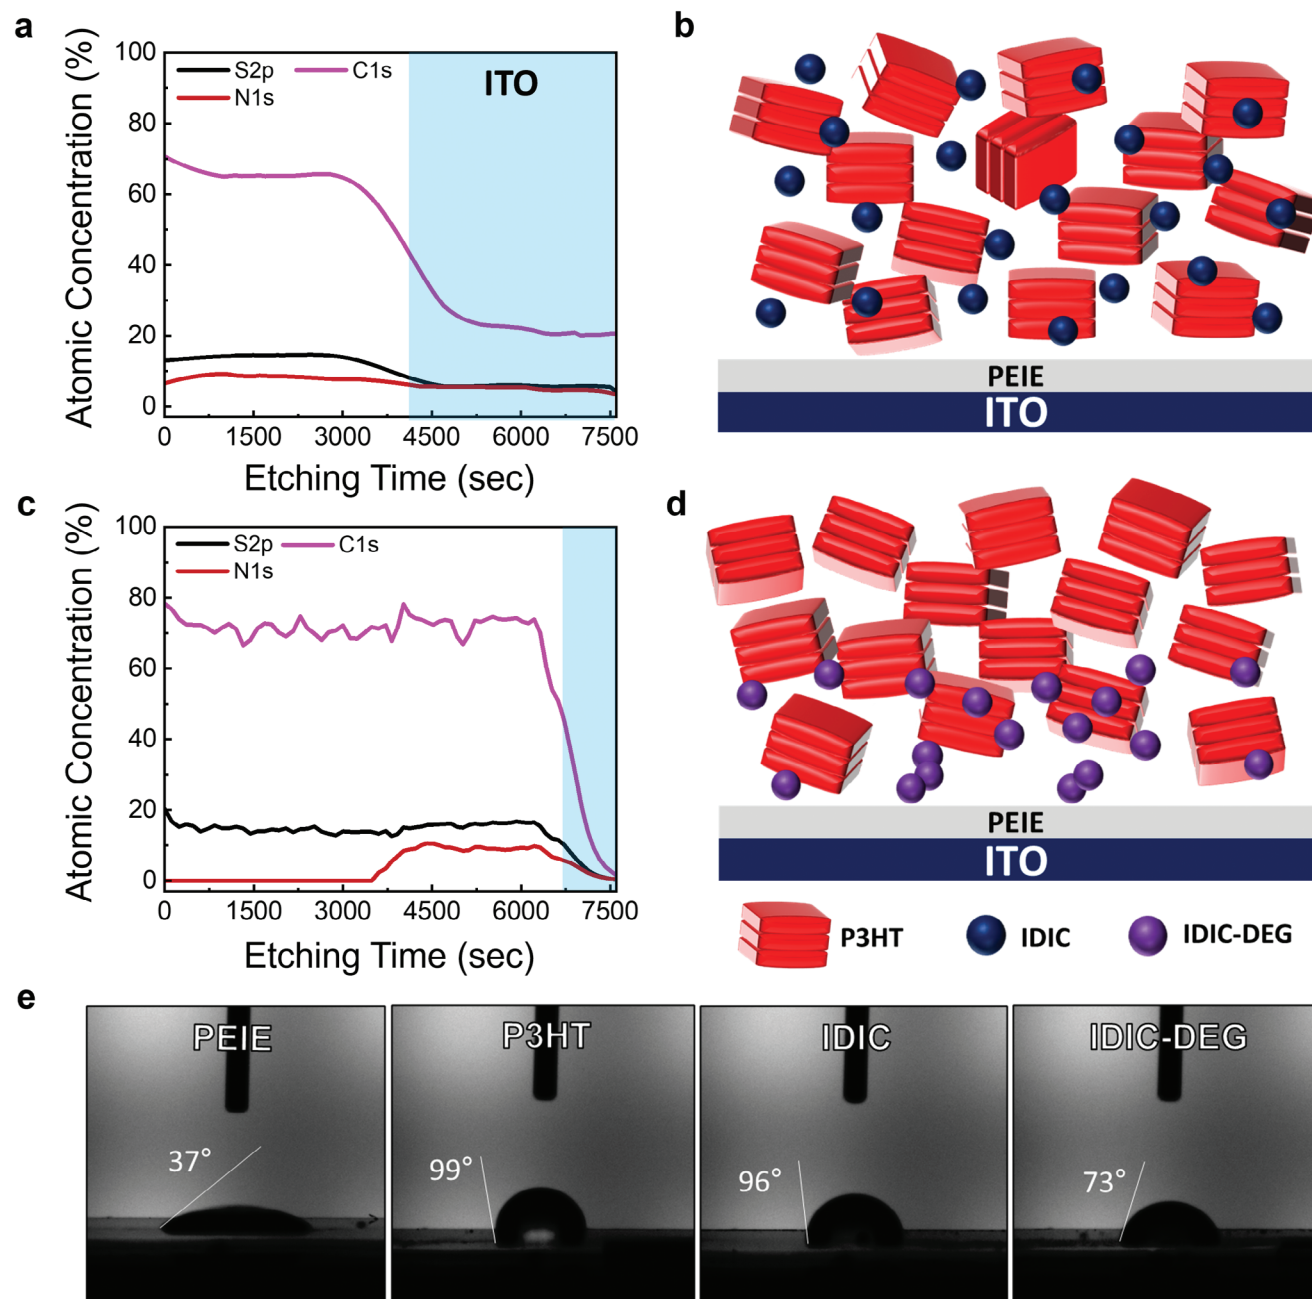 a
Atomic Concentration (%)
100
80
60
40
20
0
S2p
C1s
N1s
ITO
0
1500
3000
4500
6000
7500
Etching Time (sec)
b
PEIE
ITO
c
Atomic Concentration (%)
100
80
60
40
20
0
S2p
C1s
N1s
0
1500
3000
4500
6000
7500
Etching Time (sec)
d
PEIE
ITO
P3HT
IDIC
IDIC-DEG
e
PEIE
37°
P3HT
99°
IDIC
96°
IDIC-DEG
73°